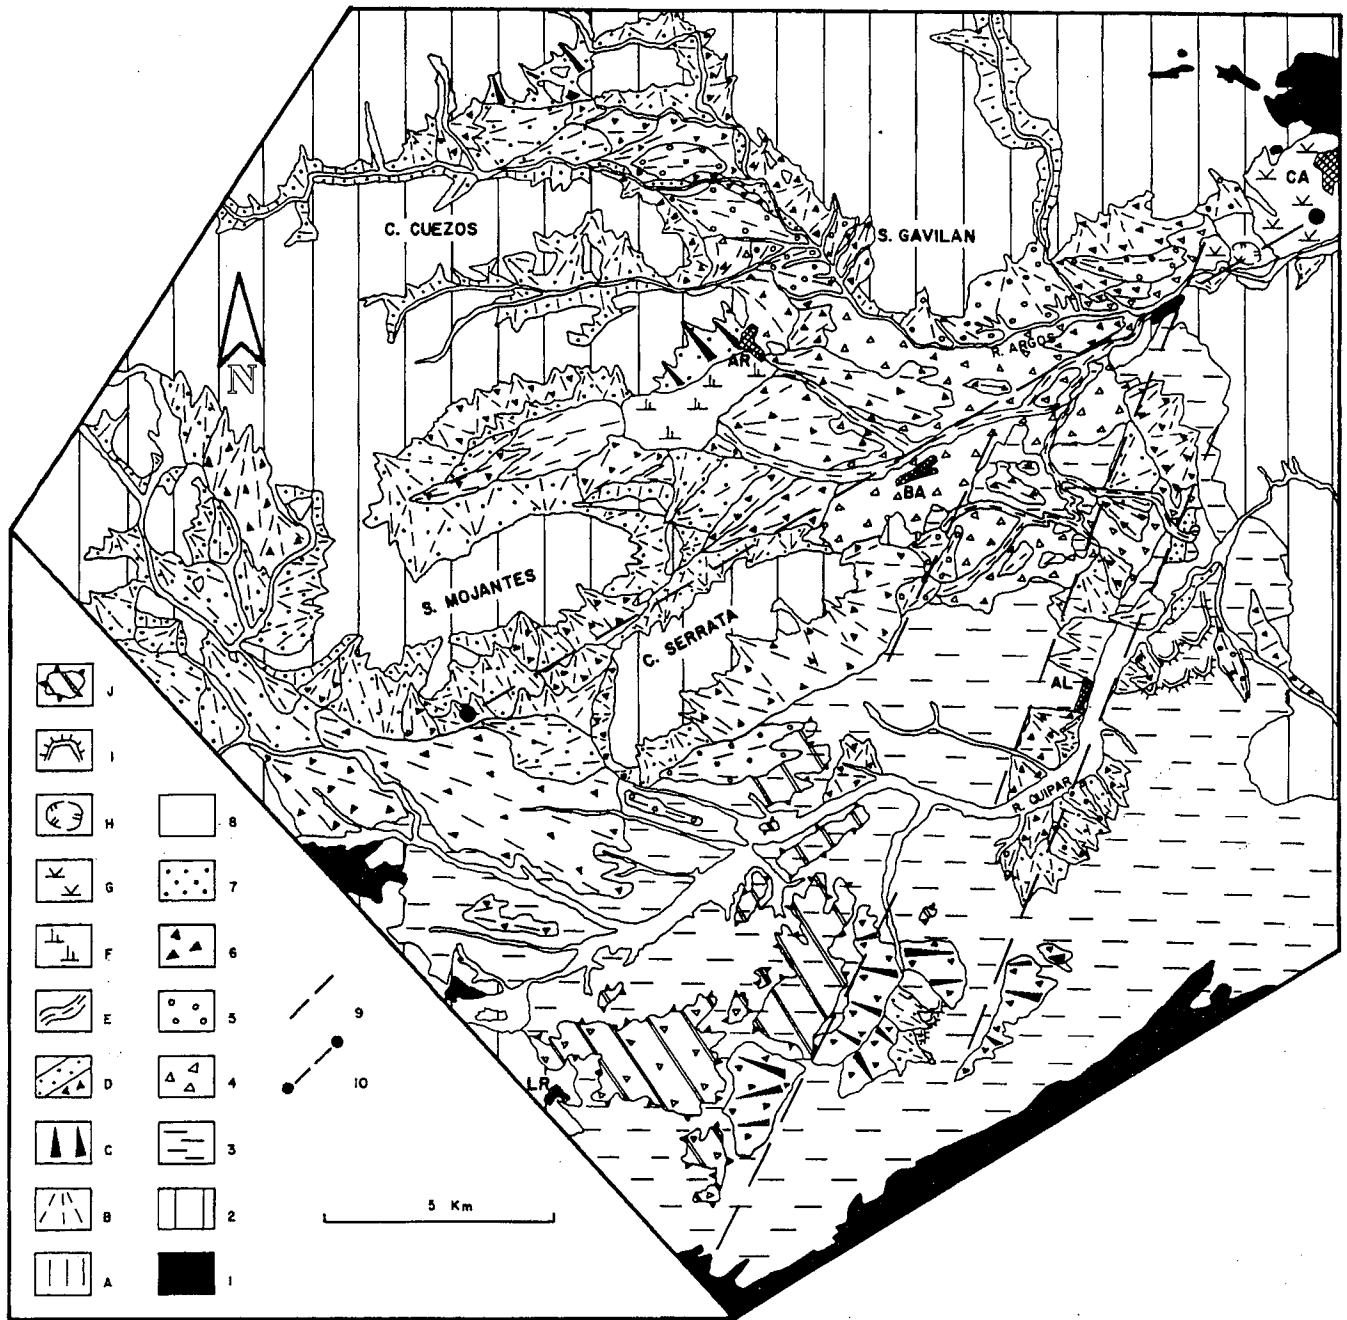 CA
C. CUEZOS
S. GAVILAN
R. ARGOS
AR
N
BA
S. MOJANTES
C. SERRATA
AL
R. QUIPAR
LR
J
I
H
8
G
7
F
6
E
5
9
D
4
10
C
3
B
2
A
1
5 Km